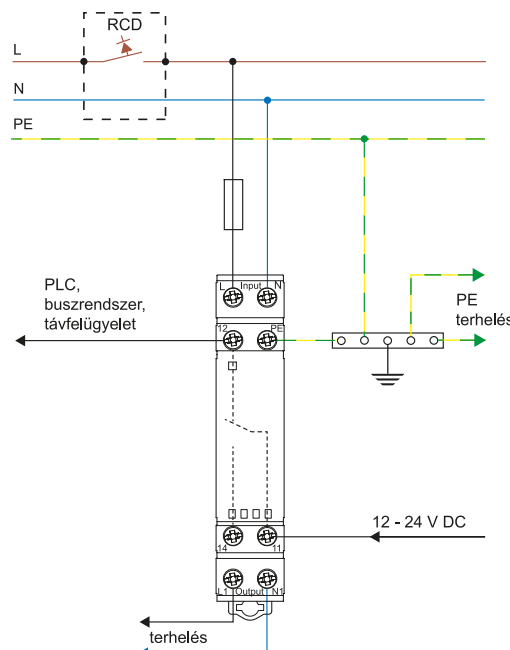 RCD
L
N
PE
L Input N
PLC,
buszrendszer,
távfelügyelet
PE
terhelés
12 PE
12 - 24 V DC
14 11
L1 Output N1
terhelés